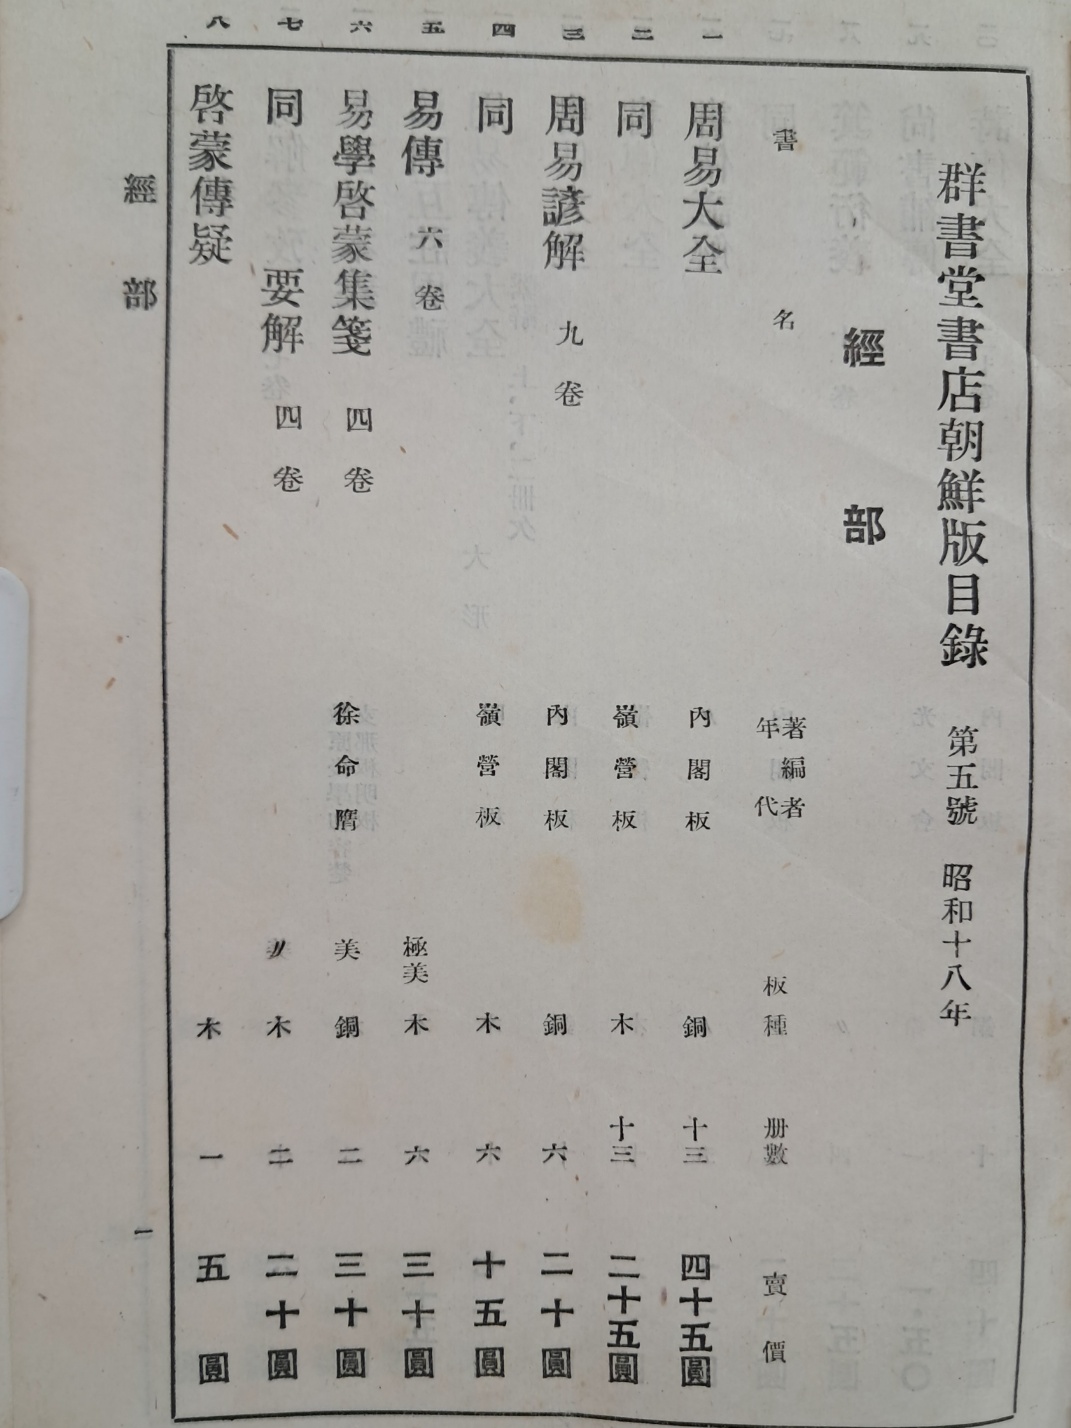 群書堂書店朝鮮版目錄 第五號 昭和十八年
經部
書名 著編者年代 板種 册數 賣價
一 周易大全 內閣板 銅 十三 四十五圓
二 同 嶺營板 木 十三 二十五圓
三 周易諺解 九卷 內閣板 銅 六 二十圓
四 同 嶺營板 木 六 十五圓
五 易傳 六卷 極美 木 六 三十圓
六 易學啓蒙集箋 四卷 徐命膺 美 銅 二 三十圓
七 同 要解 四卷 〃 木 二 二十圓
八 啓蒙傳疑 木 一 五圓
經部 一